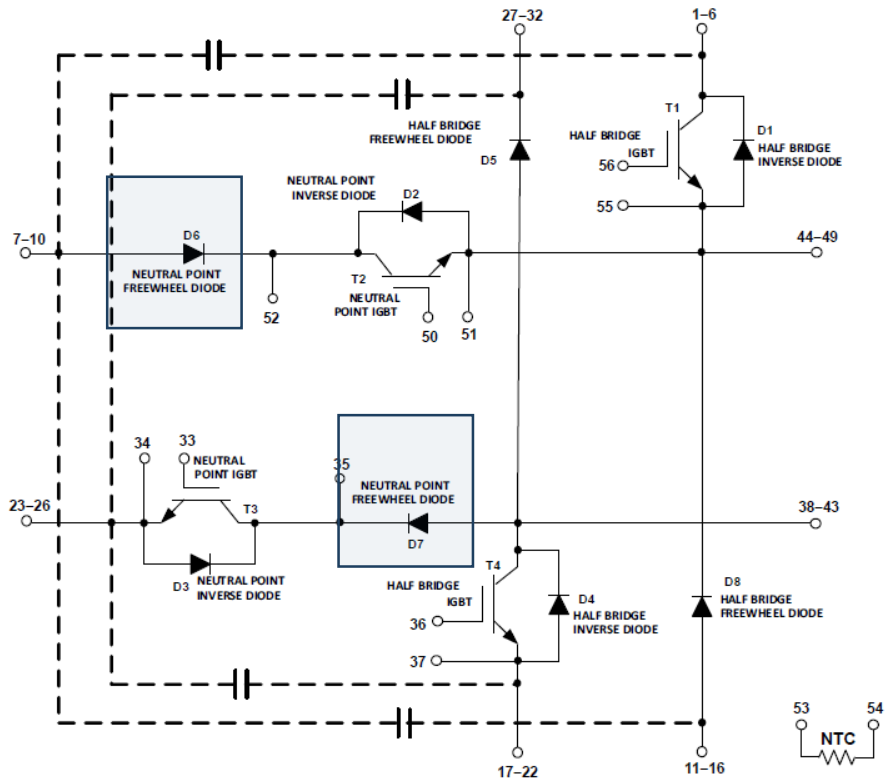 27–32
1–6
T1
D1
HALF BRIDGE
FREEWHEEL DIODE
HALF BRIDGE
IGBT
HALF BRIDGE
INVERSE DIODE
D5
56
NEUTRAL POINT
INVERSE DIODE
D2
55
7–10
D6
44–49
NEUTRAL POINT
FREEWHEEL DIODE
T2
NEUTRAL
POINT IGBT
52
50
51
34
33
NEUTRAL
POINT IGBT
35
NEUTRAL POINT
FREEWHEEL DIODE
23–26
T3
38–43
D7
D3
NEUTRAL POINT
INVERSE DIODE
T4
HALF BRIDGE
IGBT
D4
HALF BRIDGE
INVERSE DIODE
D8
HALF BRIDGE
FREEWHEEL DIODE
36
37
53
54
NTC
17–22
11–16